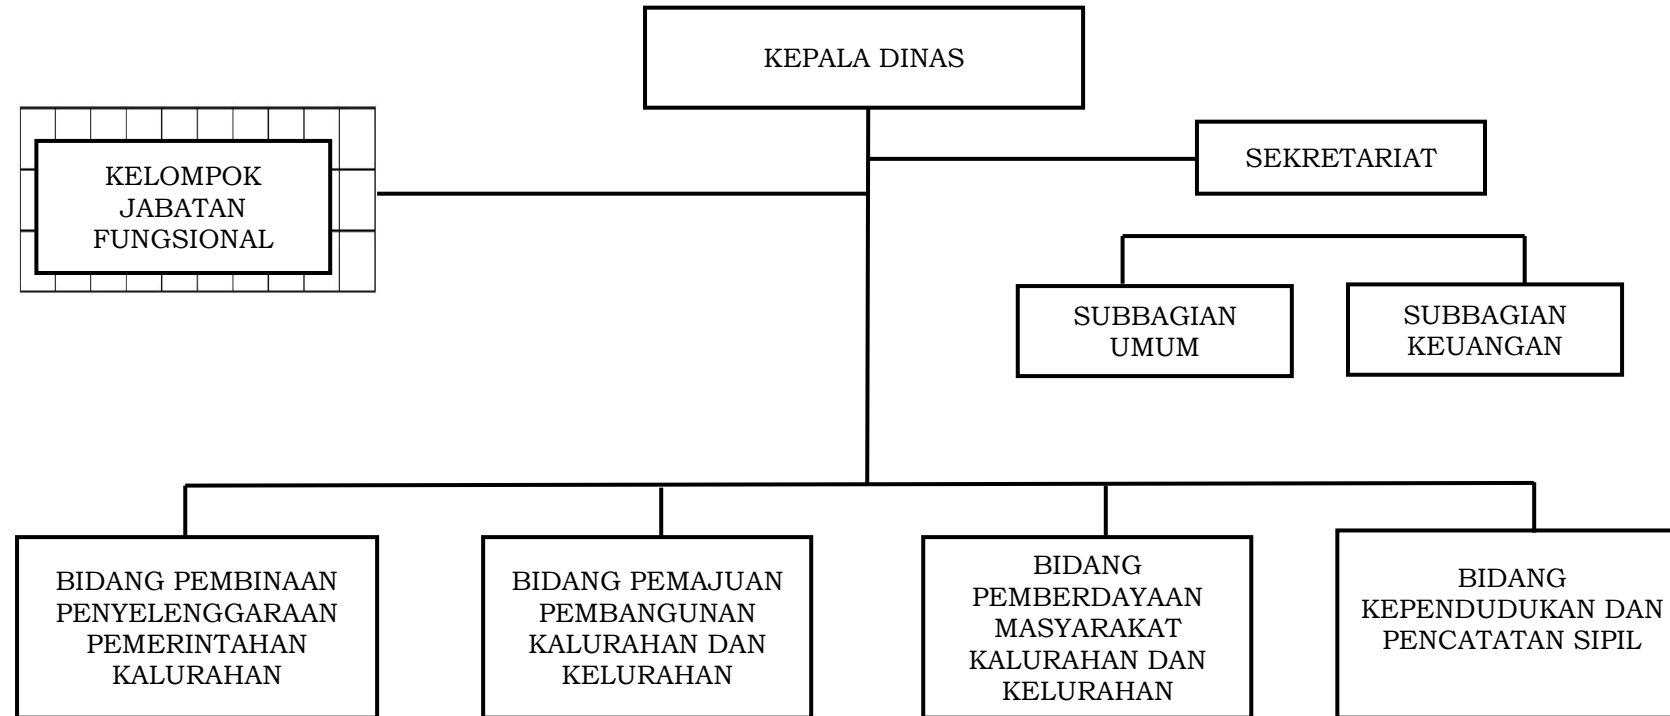 KEPALA DINAS
SEKRETARIAT
KELOMPOK
JABATAN
FUNGSIONAL
SUBBAGIAN
UMUM
SUBBAGIAN
KEUANGAN
BIDANG PEMBINAAN
PENYELENGGARAAN
PEMERINTAHAN
KALURAHAN
BIDANG PEMAJUAN
PEMBANGUNAN
KALURAHAN DAN
KELURAHAN
BIDANG
PEMBERDAYAAN
MASYARAKAT
KALURAHAN DAN
KELURAHAN
BIDANG
KEPENDUDUKAN DAN
PENCATATAN SIPIL